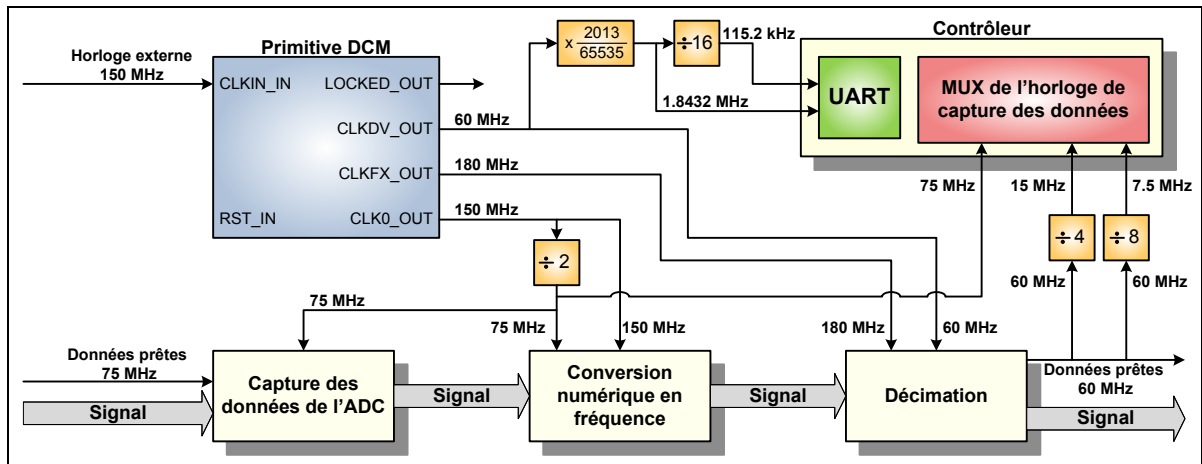 Primitive DCM
Horloge externe
150 MHz
CLKIN_IN
LOCKED_OUT
CLKDV_OUT
CLKFX_OUT
RST_IN
CLK0_OUT
60 MHz
180 MHz
150 MHz
x 2013
65535
÷16
115.2 kHz
1.8432 MHz
Contrôleur
UART
MUX de l’horloge de
capture des données
75 MHz
15 MHz
7.5 MHz
÷ 4
÷ 8
60 MHz
60 MHz
÷ 2
75 MHz
75 MHz
150 MHz
180 MHz
60 MHz
Données prêtes
75 MHz
Signal
Capture des
données de l’ADC
Signal
Conversion
numérique en
fréquence
Signal
Décimation
Données prêtes
60 MHz
Signal